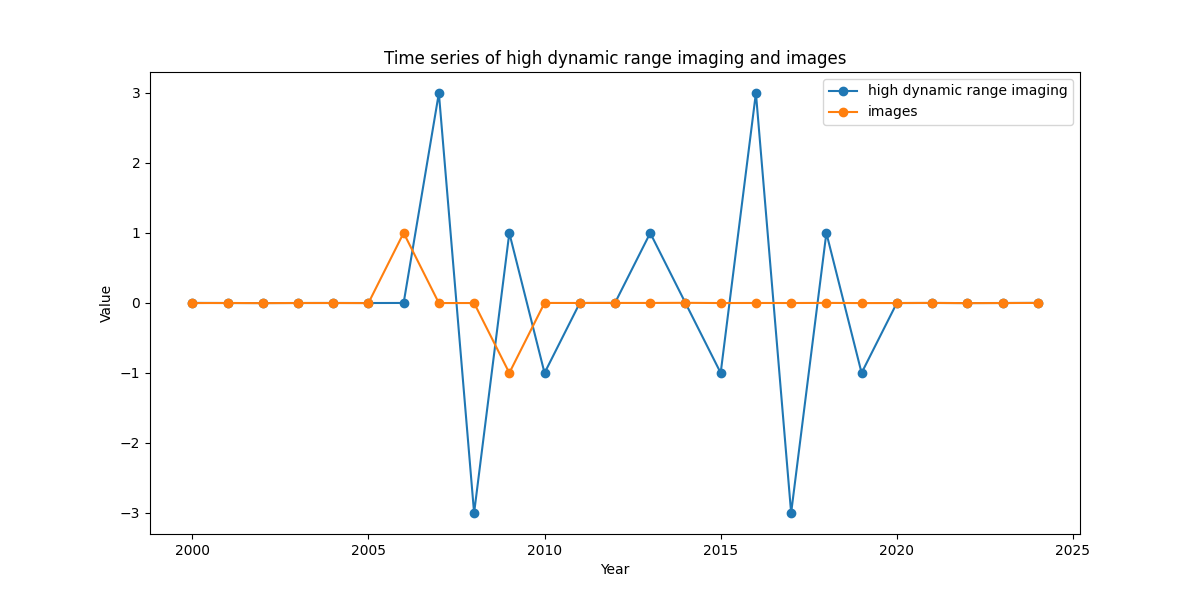 Time series of high dynamic range imaging and images
high dynamic range imaging
images
3
2
1
0
−1
−2
−3
Value
2000
2005
2010
2015
2020
2025
Year